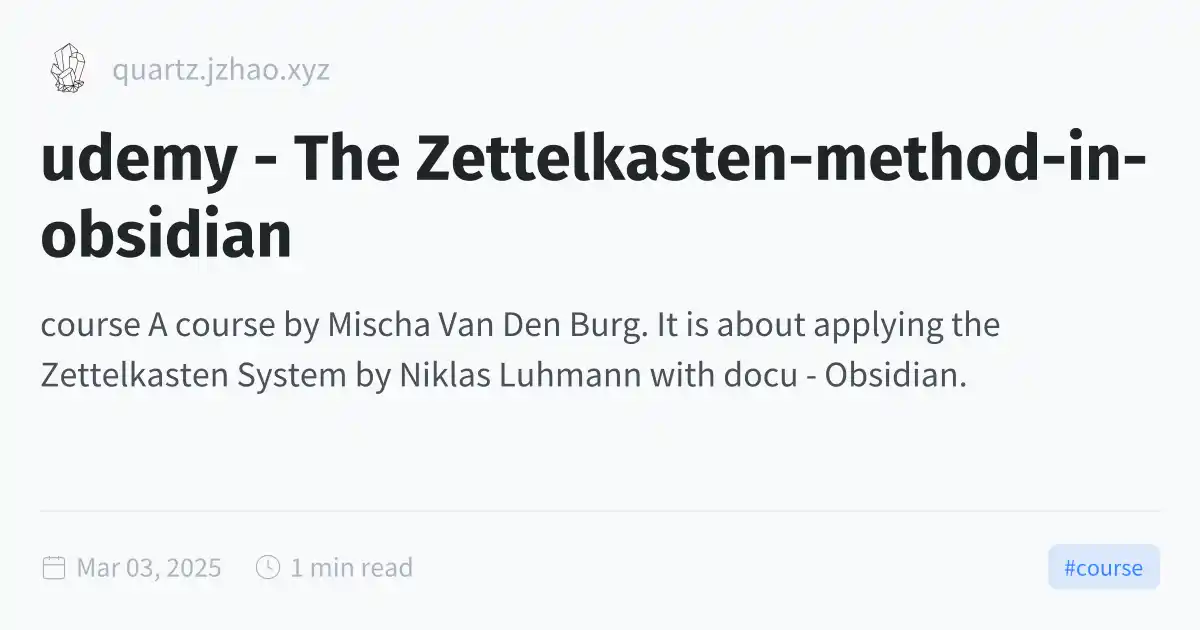 quartz.jzhao.xyz
udemy - The Zettelkasten-method-in-
obsidian
course A course by Mischa Van Den Burg. It is about applying the
Zettelkasten System by Niklas Luhmann with docu - Obsidian.
Mar 03, 2025 1 min read #course